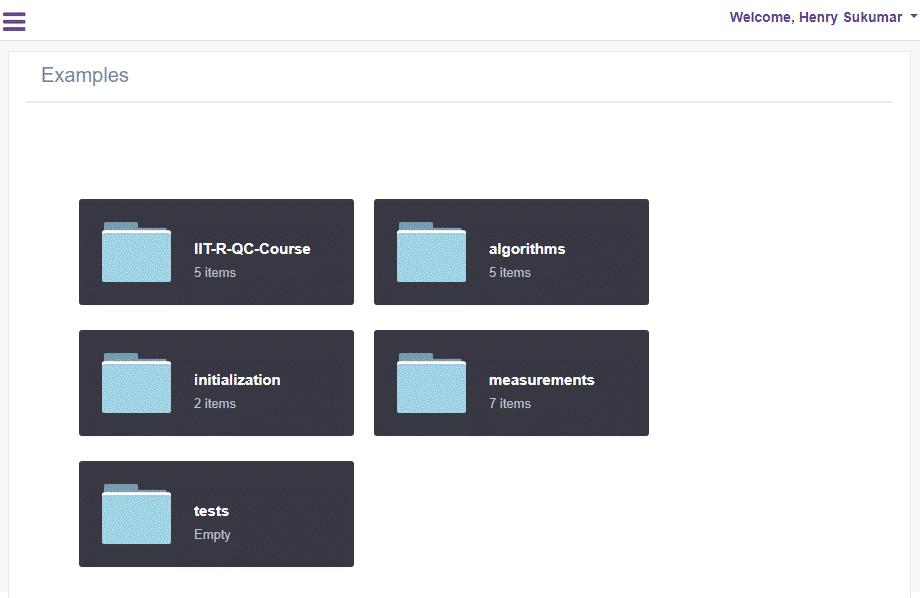 Welcome, Henry Sukumar
Examples
IIT-R-QC-Course
5 items
algorithms
5 items
initialization
2 items
measurements
7 items
tests
Empty